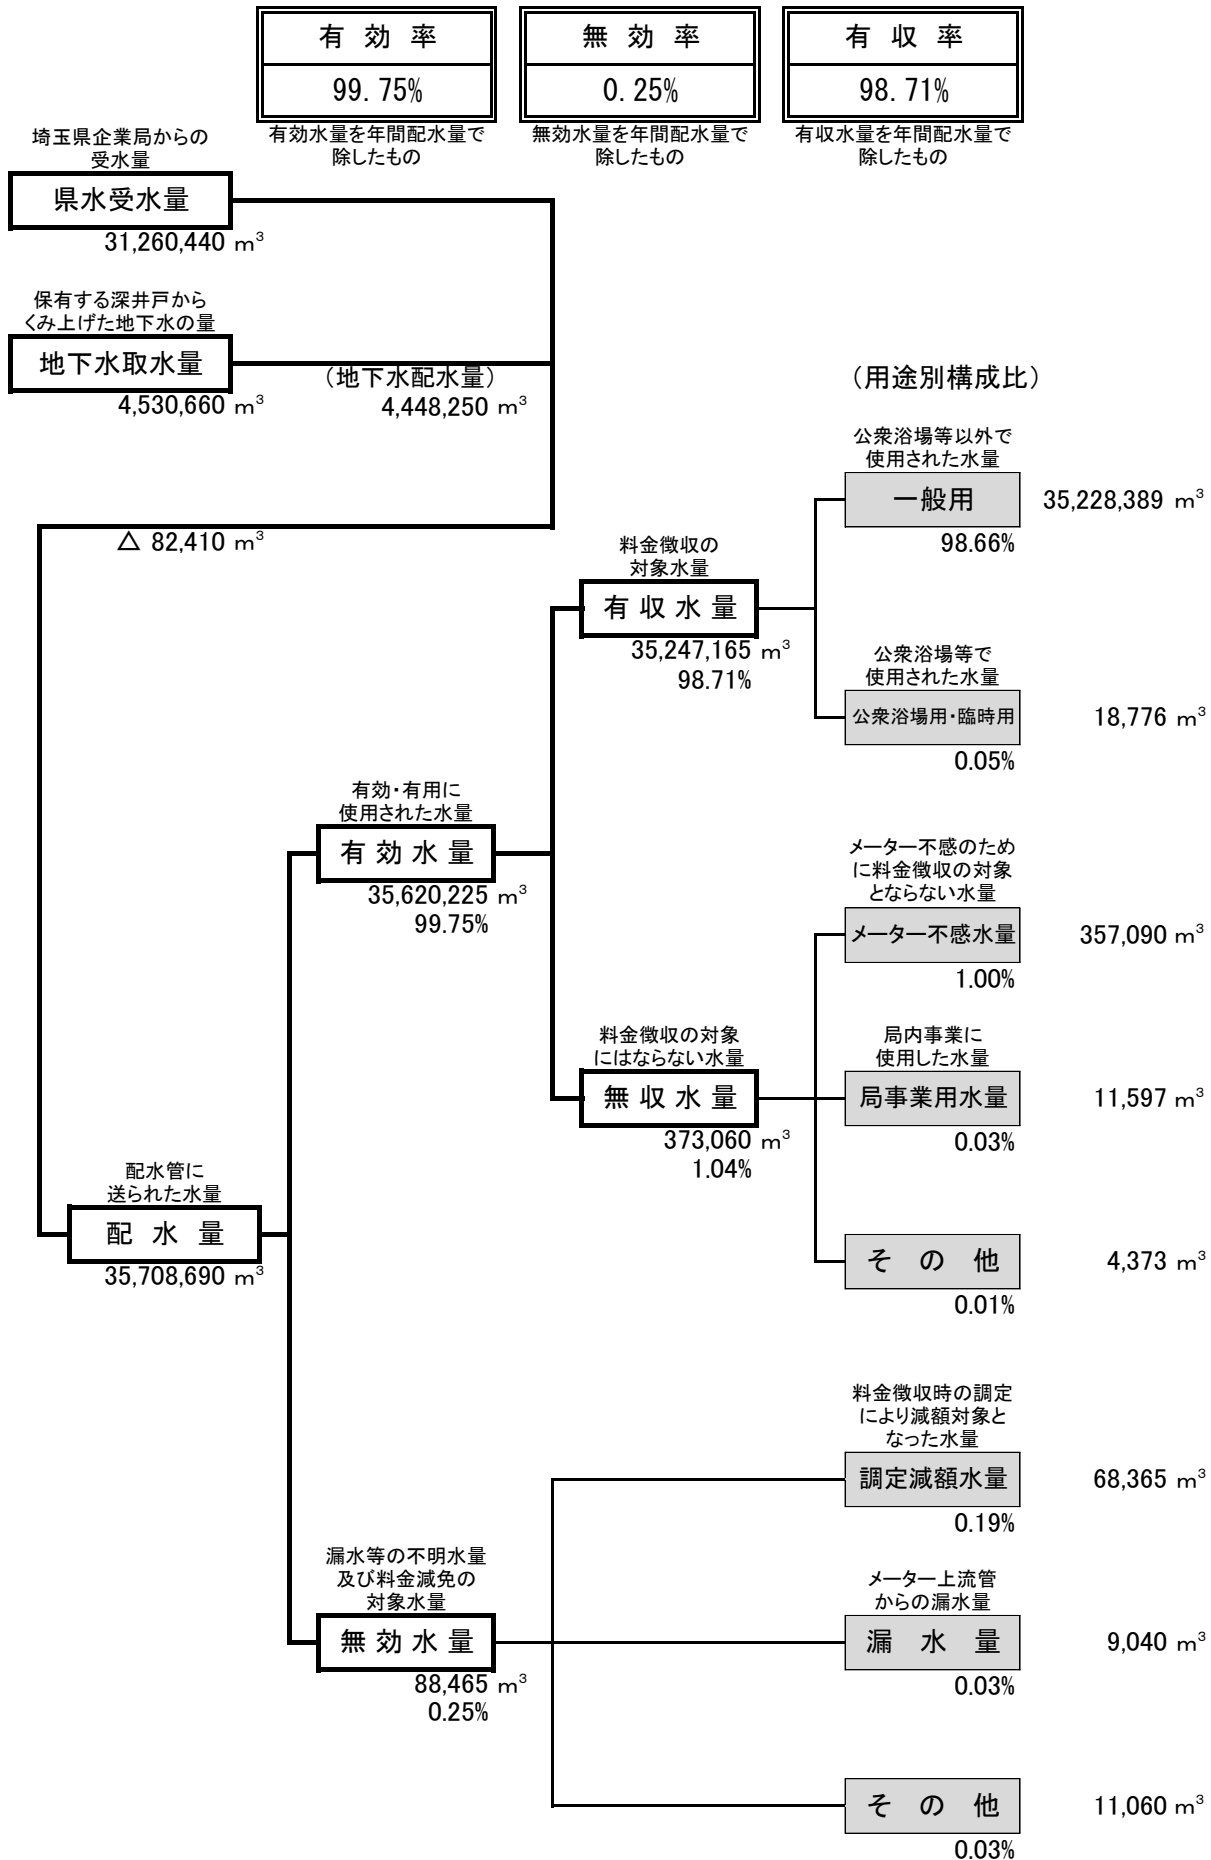 有効率
99.75%
有効水量を年間配水量で
除したもの
無効率
0.25%
無効水量を年間配水量で
除したもの
有収率
98.71%
有収水量を年間配水量で
除したもの
埼玉県企業局からの
受水量
県水受水量
31,260,440 m³
保有する深井戸から
くみ上げた地下水の量
地下水取水量
4,530,660 m³
（地下水配水量）
4,448,250 m³
△ 82,410 m³
（用途別構成比）
公衆浴場等以外で
使用された水量
一般用
35,228,389 m³
98.66%
料金徴収の
対象水量
有収水量
35,247,165 m³
98.71%
公衆浴場等で
使用された水量
公衆浴場用・臨時用
18,776 m³
0.05%
有効・有用に
使用された水量
有効水量
35,620,225 m³
99.75%
メーター不感のため
に料金徴収の対象
とならない水量
メーター不感水量
357,090 m³
1.00%
料金徴収の対象
にはならない水量
無収水量
373,060 m³
1.04%
局内事業に
使用した水量
局事業用水量
11,597 m³
0.03%
配水管に
送られた水量
配水量
35,708,690 m³
その他
4,373 m³
0.01%
料金徴収時の調定
により減額対象と
なった水量
調定減額水量
68,365 m³
0.19%
漏水等の不明水量
及び料金減免の
対象水量
無効水量
88,465 m³
0.25%
メーター上流管
からの漏水量
漏水量
9,040 m³
0.03%
その他
11,060 m³
0.03%